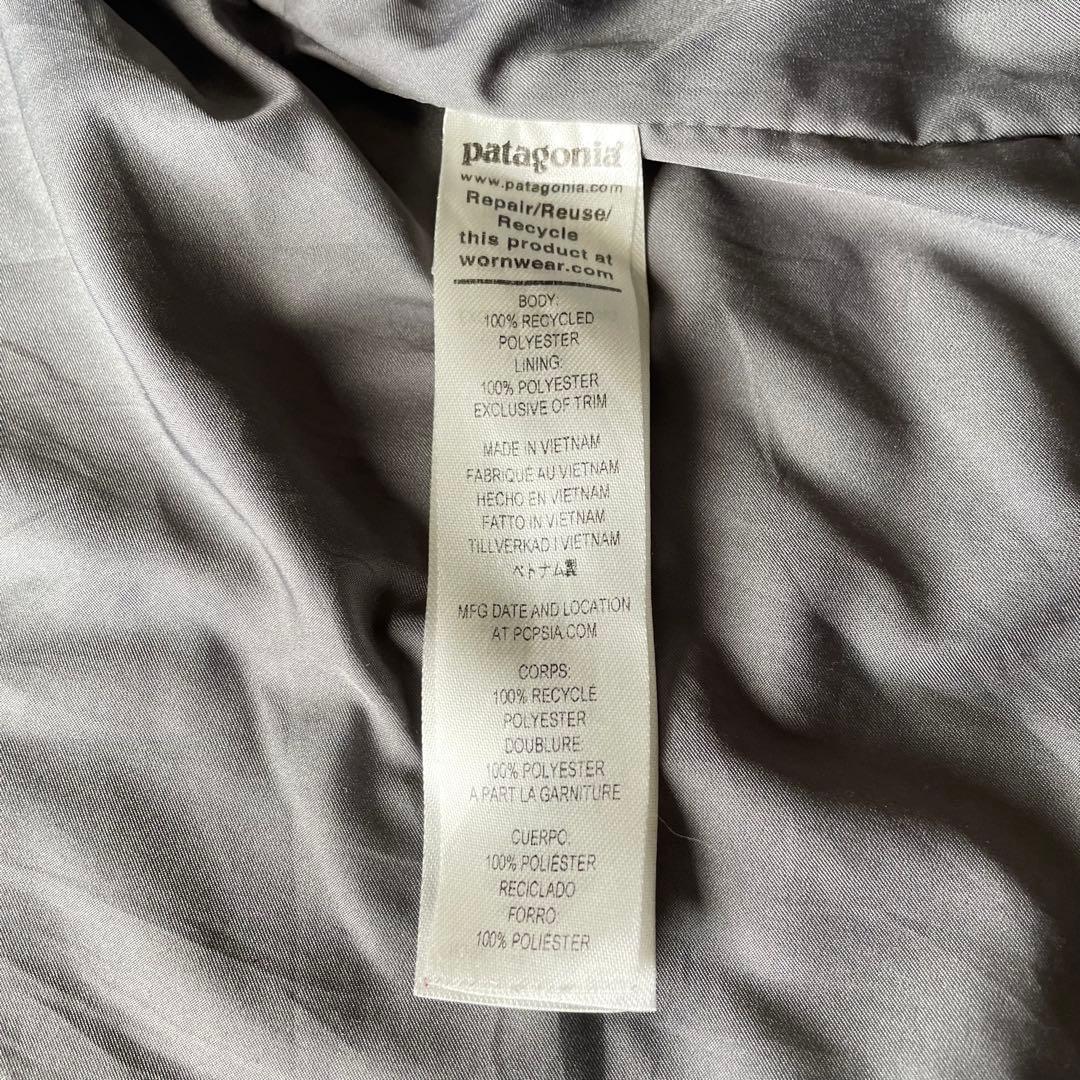 patagonia
www.patagonia.com
Repair/Reuse/
Recycle
this product at
wornwear.com
BODY:
100% RECYCLED
POLYESTER
LINING:
100% POLYESTER
EXCLUSIVE OF TRIM
MADE IN VIETNAM
FABRIQUÉ AU VIETNAM
HECHO EN VIETNAM
FATTO IN VIETNAM
TILLVERKAD I VIETNAM
ベトナム製
MFG DATE AND LOCATION
AT PCPSIA.COM
CORPS:
100% RECYCLÉ
POLYESTER
DOUBLURE:
100% POLYESTER
A PART LA GARNITURE
CUERPO:
100% POLIÉSTER
RECICLADO
FORRO:
100% POLIÉSTER